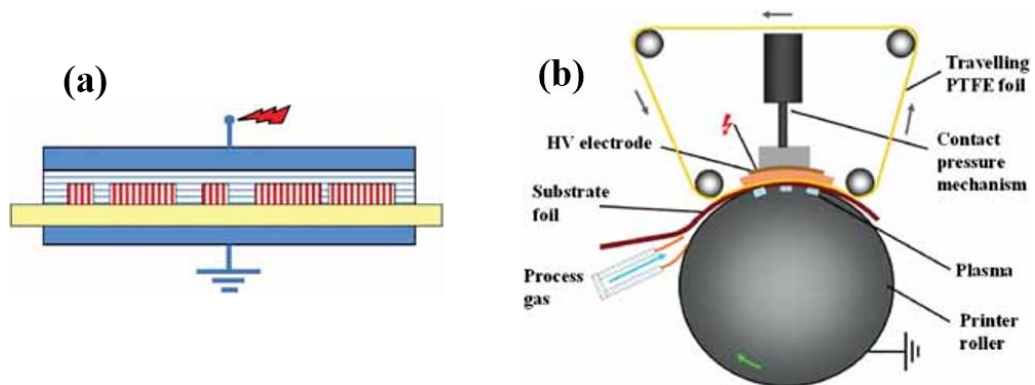 (a)
(b)
Travelling
PTFE foil
HV electrode
Contact
pressure
mechanism
Substrate
foil
Process
gas
Plasma
Printer
roller